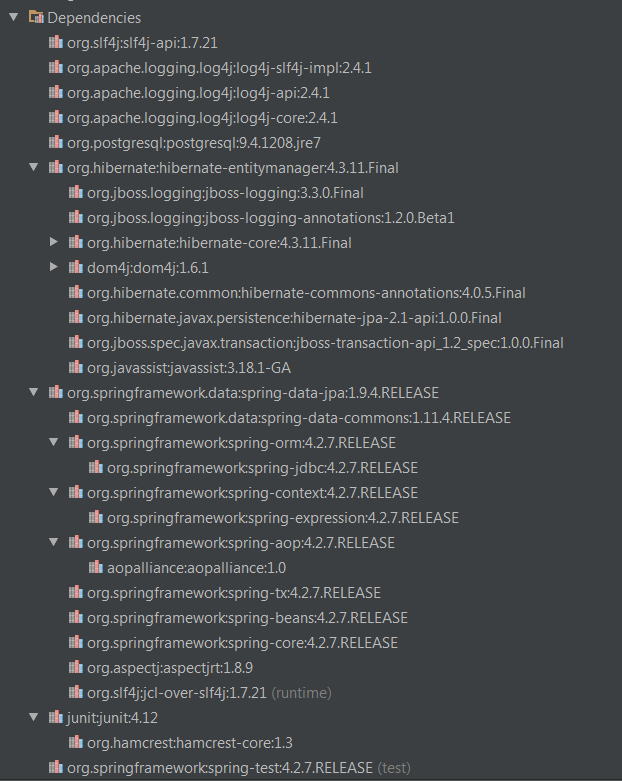 Dependencies
org.slf4j:slf4j-api:1.7.21
org.apache.logging.log4j:log4j-slf4j-impl:2.4.1
org.apache.logging.log4j:log4j-api:2.4.1
org.apache.logging.log4j:log4j-core:2.4.1
org.postgresql:postgresql:9.4.1208.jre7
org.hibernate:hibernate-entitymanager:4.3.11.Final
org.jboss.logging:jboss-logging:3.3.0.Final
org.jboss.logging:jboss-logging-annotations:1.2.0.Beta1
org.hibernate:hibernate-core:4.3.11.Final
dom4j:dom4j:1.6.1
org.hibernate.common:hibernate-commons-annotations:4.0.5.Final
org.hibernate.javax.persistence:hibernate-jpa-2.1-api:1.0.0.Final
org.jboss.spec.javax.transaction:jboss-transaction-api_1.2_spec:1.0.0.Final
org.javassist:javassist:3.18.1-GA
org.springframework.data:spring-data-jpa:1.9.4.RELEASE
org.springframework.data:spring-data-commons:1.11.4.RELEASE
org.springframework:spring-orm:4.2.7.RELEASE
org.springframework:spring-jdbc:4.2.7.RELEASE
org.springframework:spring-context:4.2.7.RELEASE
org.springframework:spring-expression:4.2.7.RELEASE
org.springframework:spring-aop:4.2.7.RELEASE
aopalliance:aopalliance:1.0
org.springframework:spring-tx:4.2.7.RELEASE
org.springframework:spring-beans:4.2.7.RELEASE
org.springframework:spring-core:4.2.7.RELEASE
org.aspectj:aspectjrt:1.8.9
org.slf4j:jcl-over-slf4j:1.7.21 (runtime)
junit:junit:4.12
org.hamcrest:hamcrest-core:1.3
org.springframework:spring-test:4.2.7.RELEASE (test)